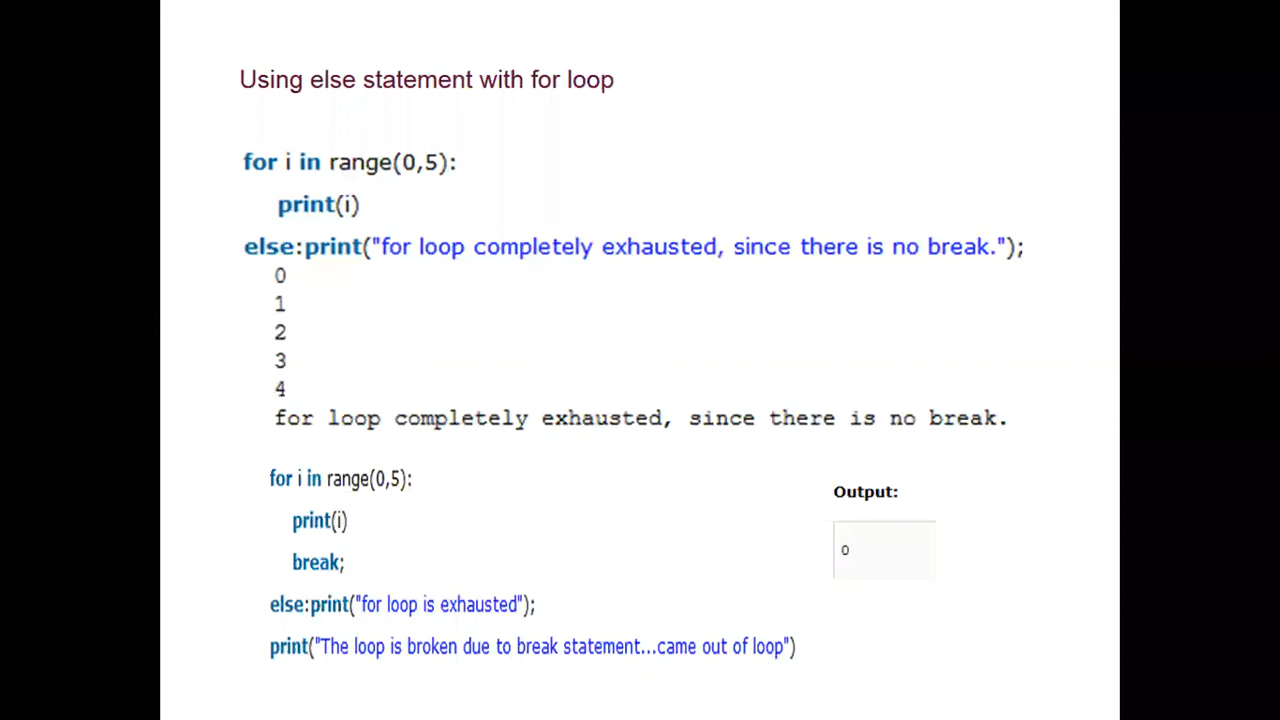 Using else statement with for loop
for i in range(0,5):
print(i)
else:print("for loop completely exhausted, since there is no break.");
0
1
2
3
4
for loop completely exhausted, since there is no break.
for i in range(0,5):
print(i)
break;
else:print("for loop is exhausted");
print("The loop is broken due to break statement...came out of loop")
Output:
0